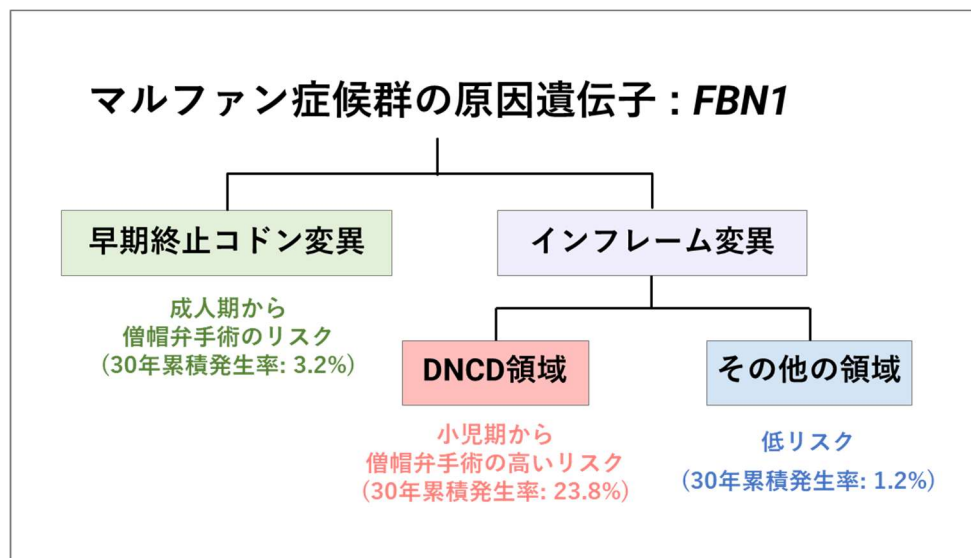 マルファン症候群の原因遺伝子 : FBN1
早期終止コドン変異
インフレーム変異
成人期から
僧帽弁手術のリスク
(30年累積発生率: 3.2%)
DNCD領域
その他の領域
小児期から
僧帽弁手術の高いリスク
(30年累積発生率: 23.8%)
低リスク
(30年累積発生率: 1.2%)